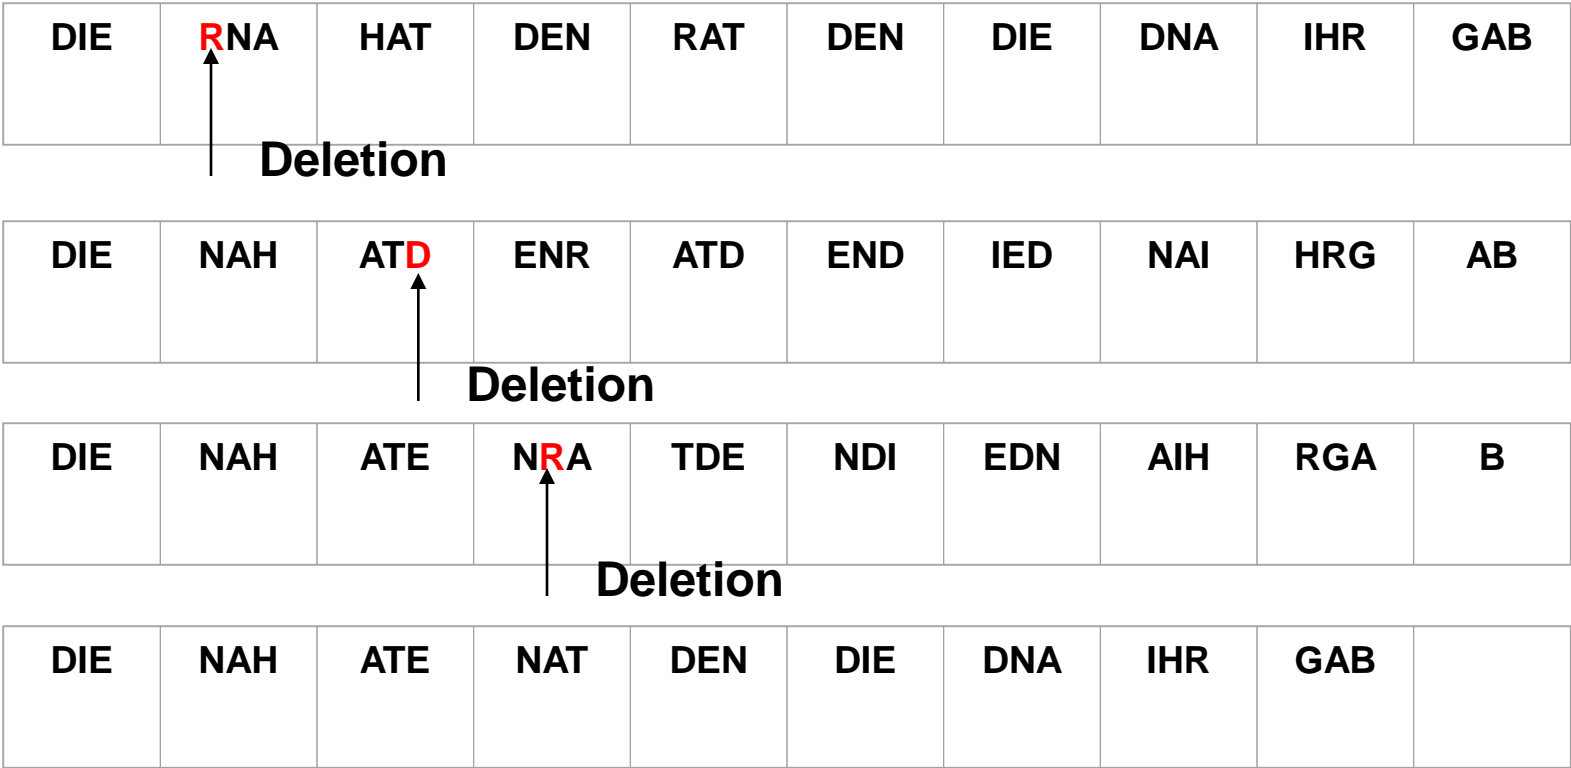 DIE RNA HAT DEN RAT DEN DIE DNA IHR GAB
Deletion
DIE NAH ATD ENR ATD END IED NAI HRG AB
Deletion
DIE NAH ATE NRA TDE NDI EDN AIH RGA B
Deletion
DIE NAH ATE NAT DEN DIE DNA IHR GAB